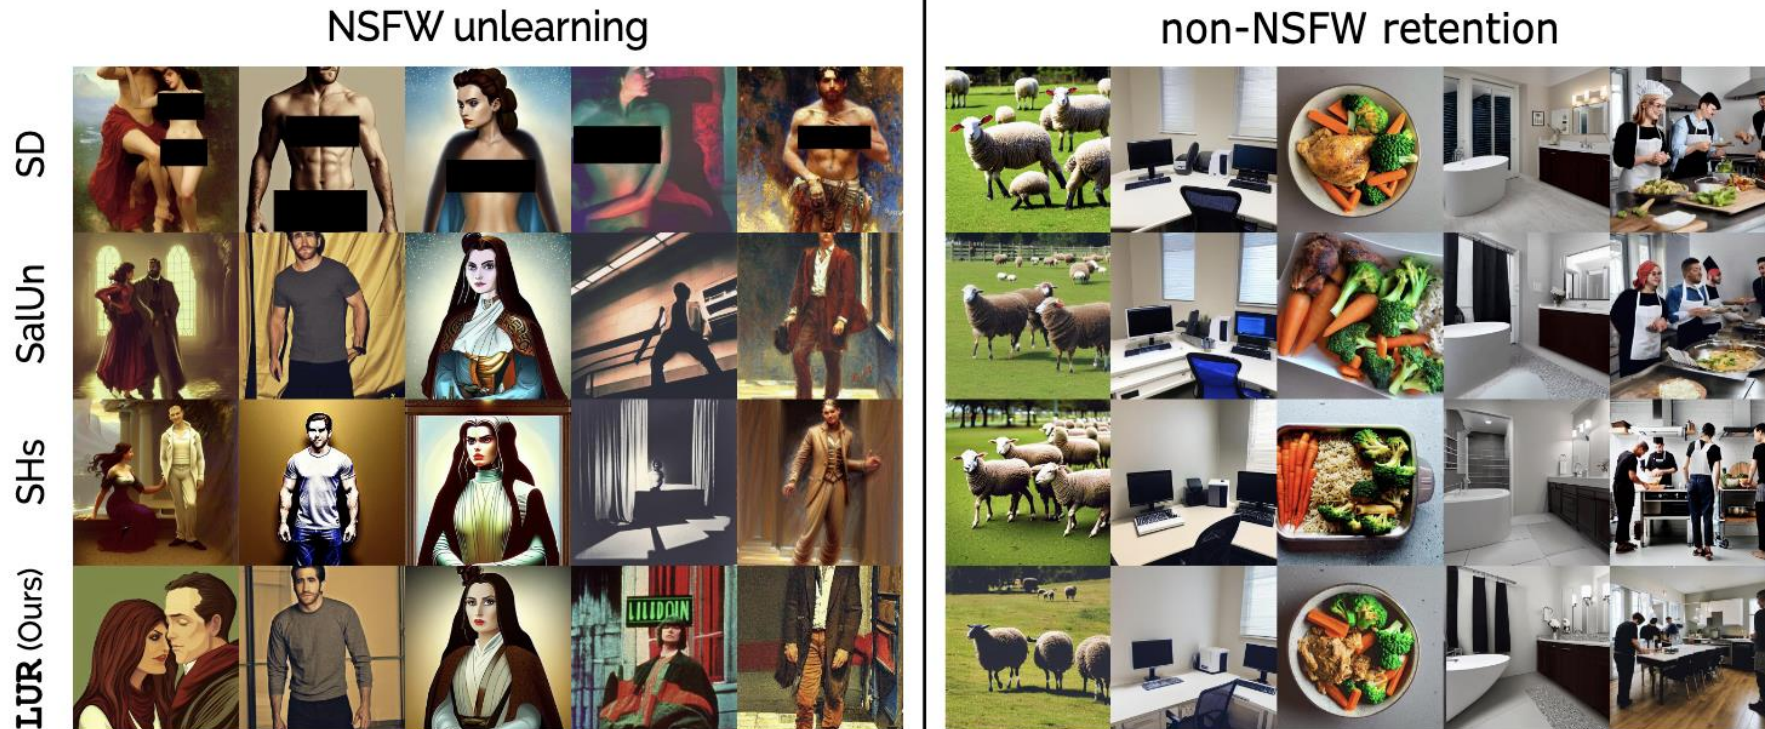 NSFW unlearning
non-NSFW retention
SD
SalUn
SHs
LUR (Ours)